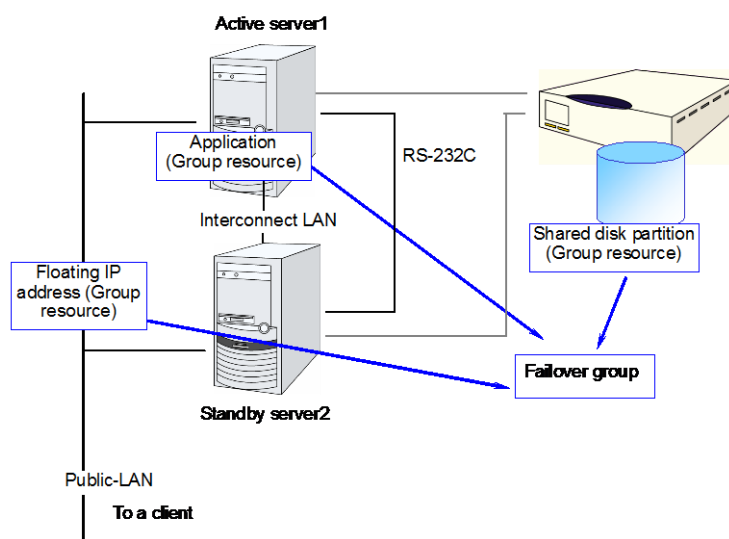 Active server1
Application
(Group resource)
RS-232C
Interconnect LAN
Shared disk partition
(Group resource)
Floating IP
address (Group
resource)
Failover group
Standby server2
Public-LAN
To a client